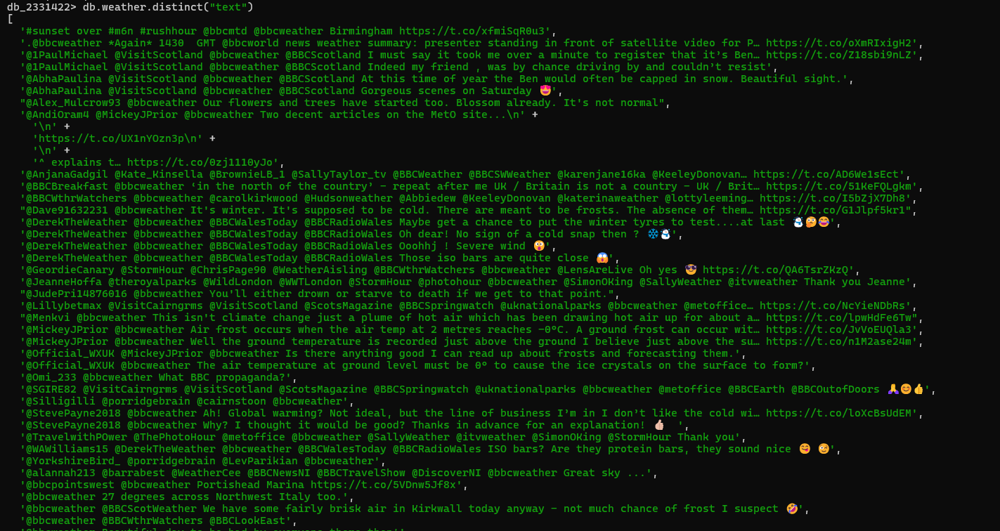 db_2331422> db.weather.distinct("text")
[
'#sunset over #m6n #rushhour @bbcmtd @bbcweather Birmingham https://t.co/xfmiSqR0u3',
'.@bbcweather *Again* 1430  GMT @bbcworld news weather summary: presenter standing in front of satellite video for P… https://t.co/oXmRIxigH2',
'@1PaulMichael @VisitScotland @bbcweather @BBCScotland I must say it took me over a minute to register that it’s Ben… https://t.co/Z18sbi9nLZ',
'@1PaulMichael @VisitScotland @bbcweather @BBCScotland Indeed my friend , was by chance driving by and couldn’t resist',
'@AbhaPaulina @VisitScotland @bbcweather @BBCScotland At this time of year the Ben would often be capped in snow. Beautiful sight.',
'@AbhaPaulina @VisitScotland @bbcweather @BBCScotland Gorgeous scenes on Saturday 😍',
"@Alex_Mulcrow93 @bbcweather Our flowers and trees have started too. Blossom already. It's not normal",
'@AndiOram4 @MickeyJPrior @bbcweather Two decent articles on the MetO site...\n' +
'\n' +
'https://t.co/UX1nYOzn3p\n' +
'\n' +
'^ explains t… https://t.co/0zj1110yJo',
'@AnjanaGadgil @Kate_Kinsella @BrownieLB_1 @SallyTaylor_tv @BBCWeather @BBCSWWeather @karenjane16ka @KeeleyDonovan… https://t.co/AD6We1sEct',
'@BBCBreakfast @bbcweather ‘in the north of the country’ - repeat after me UK / Britain is not a country - UK / Brit… https://t.co/51KeFQLgkm',
'@BBCWthrWatchers @bbcweather @carolkirkwood @Hudsonweather @Abbiedew @KeeleyDonovan @katerinaweather @lottyleeming… https://t.co/I5bZjX7Dh8',
"@Dave91632231 @bbcweather It's winter. It's supposed to be cold. There are meant to be frosts. The absence of them… https://t.co/G1Jlpf5kr1",
'@DerekTheWeather @bbcweather @BBCWalesToday @BBCRadioWales Maybe get a chance to put the winter tyres to test....at last ⛄🤔😂',
'@DerekTheWeather @bbcweather @BBCWalesToday @BBCRadioWales Oh dear! No sign of a cold snap then ? ❄⛄',
'@DerekTheWeather @bbcweather @BBCWalesToday @BBCRadioWales Ooohhj ! Severe wind 😲',
'@DerekTheWeather @bbcweather @BBCWalesToday @BBCRadioWales Those iso bars are quite close 😱',
'@GeordieCanary @StormHour @ChrisPage90 @WeatherAisling @BBCWthrWatchers @bbcweather @LensAreLive Oh yes 😎 https://t.co/QA6TsrZKzQ',
'@JeanneHoffa @theroyalparks @WildLondon @WWTLondon @StormHour @photohour @bbcweather @SimonOKing @SallyWeather @itvweather Thank you Jeanne',
"@JudePri14876016 @bbcweather You'll either drown or starve to death if we get to that point.",
'@Lillybetmax @VisitCairngrms @VisitScotland @ScotsMagazine @BBCSpringwatch @uknationalparks @bbcweather @metoffice… https://t.co/NcYieNDbRs',
"@Menkvi @bbcweather This isn't climate change just a plume of hot air which has been drawing hot air up for about a… https://t.co/lpwHdFe6Tw",
'@MickeyJPrior @bbcweather Air frost occurs when the air temp at 2 metres reaches -0°C. A ground frost can occur wit… https://t.co/JvVoEUQla3',
'@MickeyJPrior @bbcweather Well the ground temperature is recorded just above the ground I believe just above the su… https://t.co/n1M2ase24m',
'@Official_WXUK @MickeyJPrior @bbcweather Is there anything good I can read up about frosts and forecasting them.',
'@Official_WXUK @bbcweather The air temperature at ground level must be 0° to cause the ice crystals on the surface to form?',
'@Omi_233 @bbcweather What BBC propaganda?',
'@SGIRE82 @VisitCairngrms @VisitScotland @ScotsMagazine @BBCSpringwatch @uknationalparks @bbcweather @metoffice @BBCEarth @BBCOutofDoors 🙏😊👍',
'@Silligilli @porridgebrain @cairnstoon @bbcweather',
'@StevePayne2018 @bbcweather Ah! Global warming? Not ideal, but the line of business I’m in I don’t like the cold wi… https://t.co/loXcBsUdEM',
'@StevePayne2018 @bbcweather Why? I thought it would be good? Thanks in advance for an explanation! 👍🏼  ',
'@TravelwithPOwer @ThePhotoHour @metoffice @bbcweather @SallyWeather @itvweather @SimonOKing @StormHour Thank you',
'@WAWilliams15 @DerekTheWeather @bbcweather @BBCWalesToday @BBCRadioWales ISO bars? Are they protein bars, they sound nice 😋 😜',
'@YorkshireBird_ @porridgebrain @LevParikian @bbcweather',
'@alannah213 @barrabest @WeatherCee @BBCNewsNI @BBCTravelShow @DiscoverNI @bbcweather Great sky ...',
'@bbcpointswest @bbcweather Portishead Marina https://t.co/5VDnw5Jf8x',
'@bbcweather 27 degrees across Northwest Italy too.',
'@bbcweather @BBCScotWeather We have some fairly brisk air in Kirkwall today anyway - not much chance of frost I suspect 🤣',
'@bbcweather @BBCWthrWatchers @BBCLookEast',